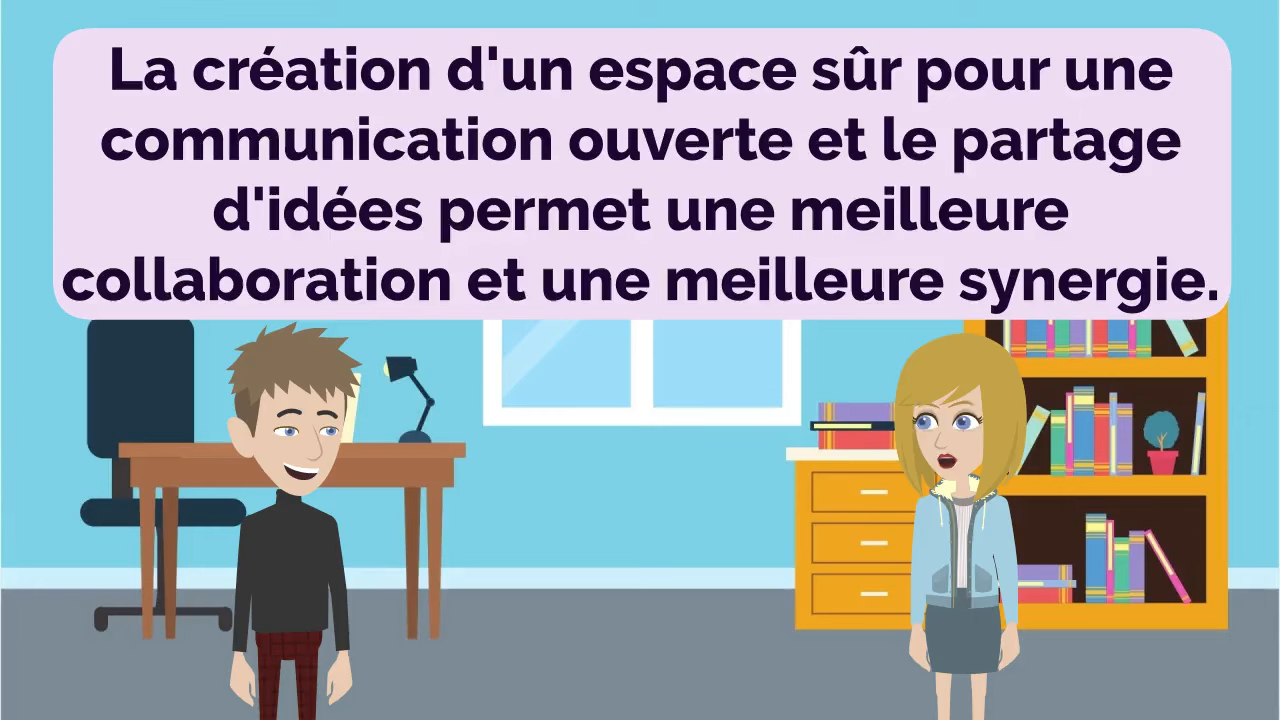 La création d'un espace sûr pour une
communication ouverte et le partage
d'idées permet une meilleure
collaboration et une meilleure synergie.